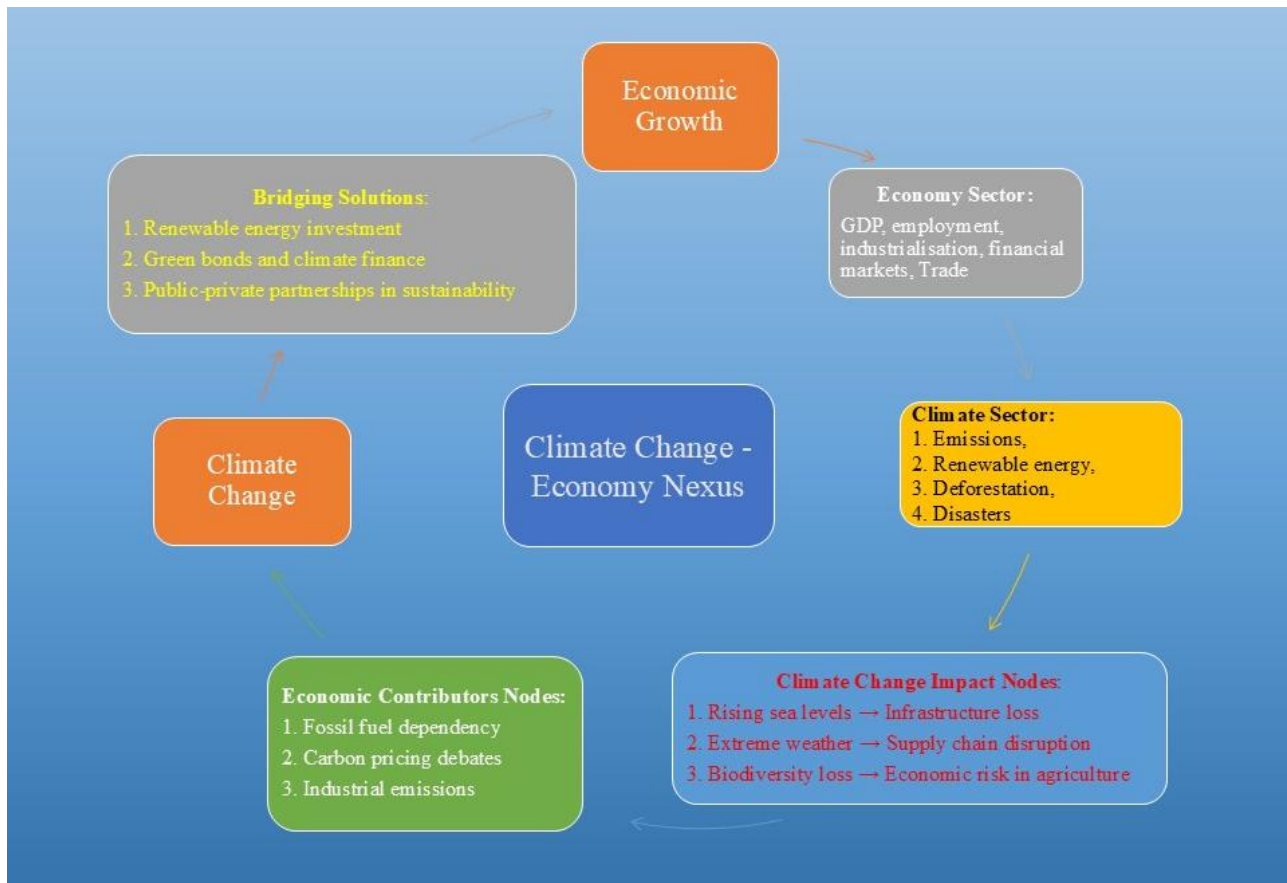 Economic
Growth
Bridging Solutions:
1. Renewable energy investment
2. Green bonds and climate finance
3. Public-private partnerships in sustainability
Economy Sector:
GDP, employment,
industrialisation, financial
markets, Trade
Climate
Change
Climate Change -
Economy Nexus
Climate Sector:
1. Emissions,
2. Renewable energy,
3. Deforestation,
4. Disasters
Economic Contributors Nodes:
1. Fossil fuel dependency
2. Carbon pricing debates
3. Industrial emissions
Climate Change Impact Nodes:
1. Rising sea levels → Infrastructure loss
2. Extreme weather → Supply chain disruption
3. Biodiversity loss → Economic risk in agriculture